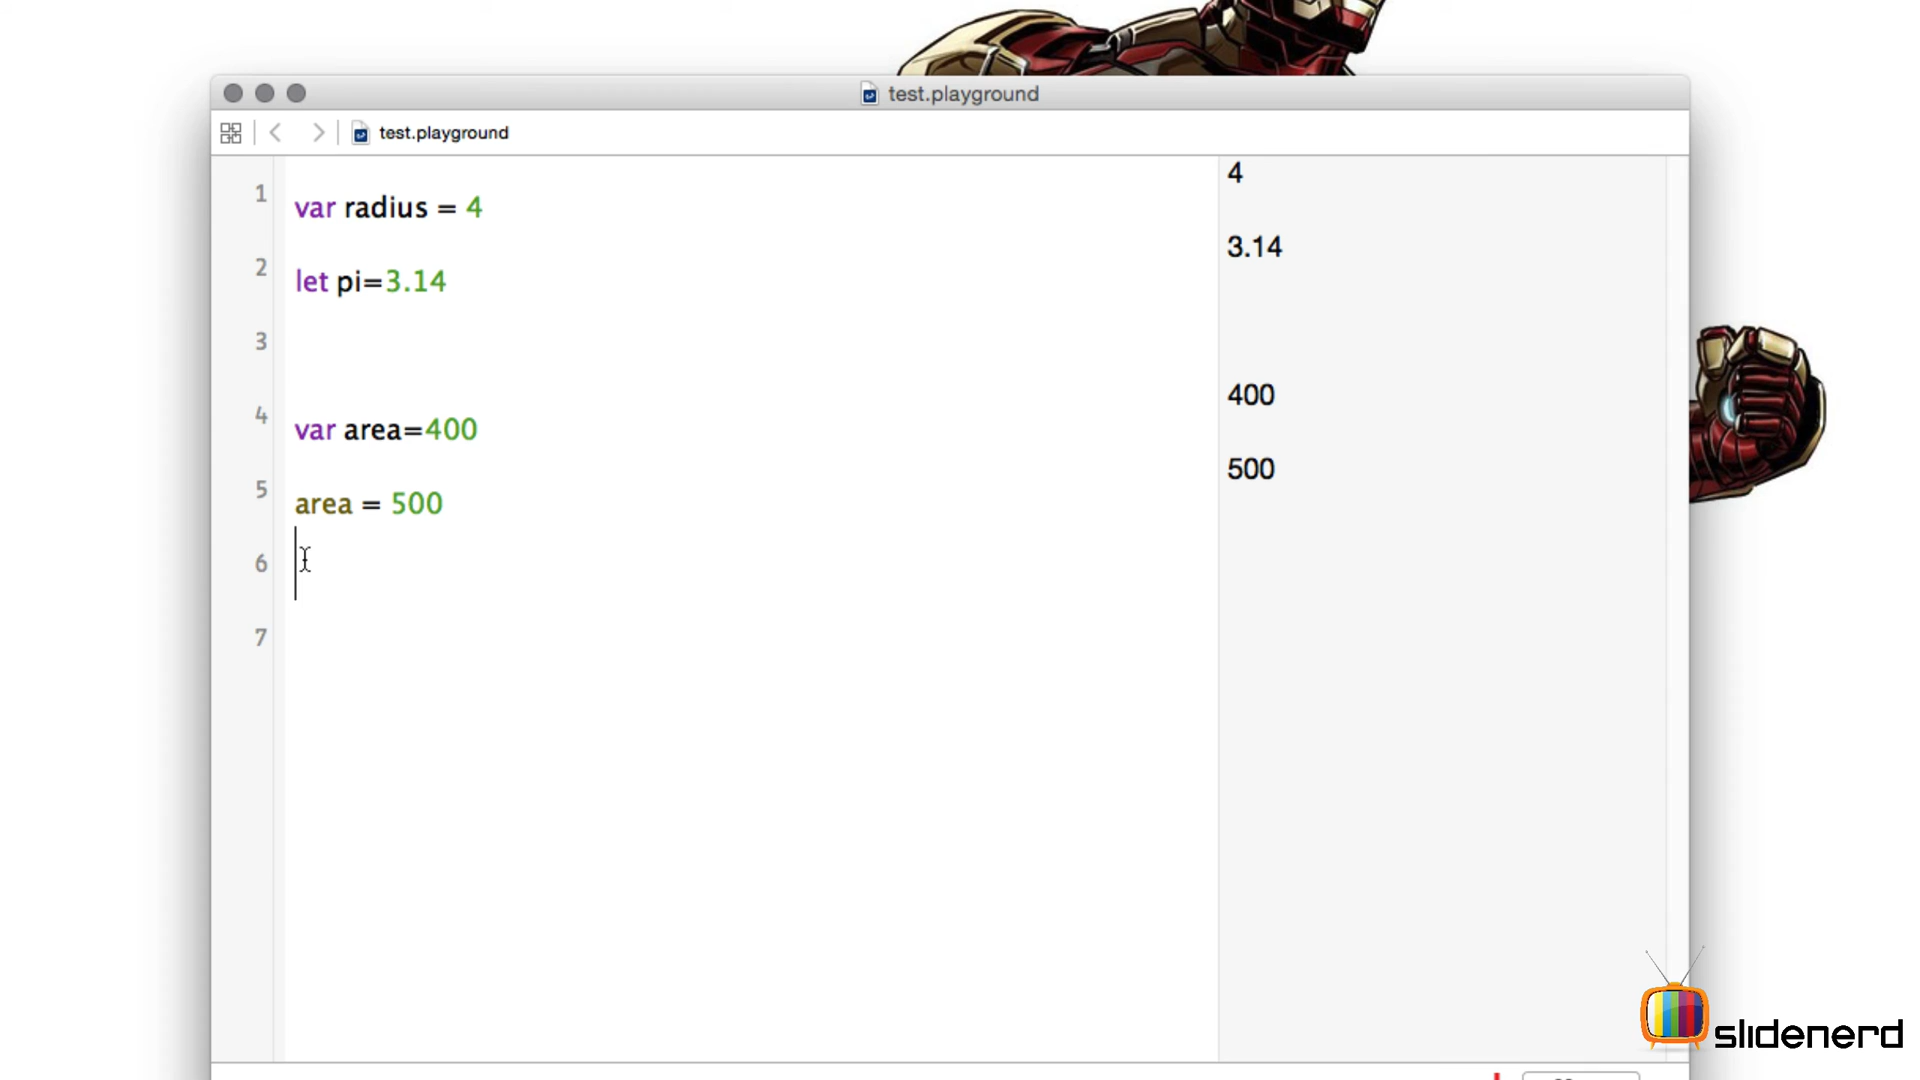 test.playground
test.playground
1 var radius = 4 4
2 let pi=3.14 3.14
3
4 var area=400 400
5 area = 500 500
6
7
slidenerd